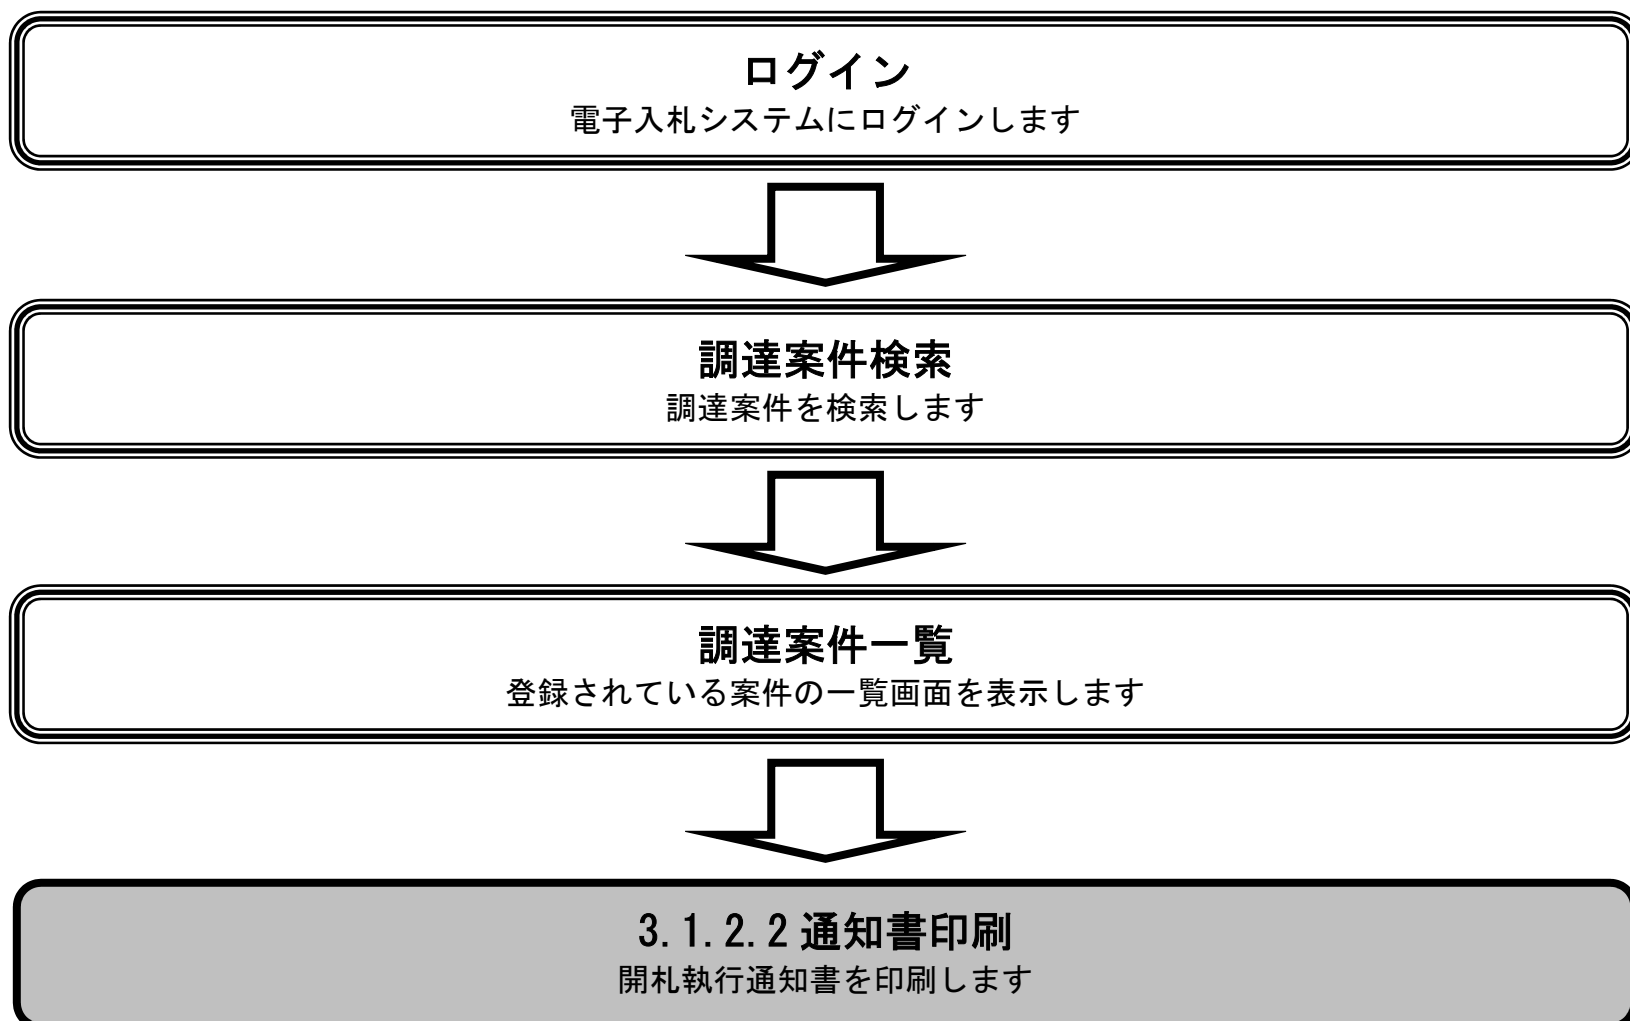 ログイン
電子入札システムにログインします
調達案件検索
調達案件を検索します
調達案件一覧
登録されている案件の一覧画面を表示します
3.1.2.2 通知書印刷
開札執行通知書を印刷します